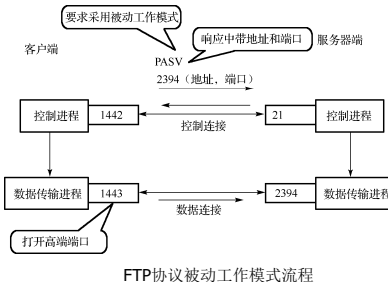 要求采用被动工作模式
响应中带地址和端口
客户端
服务器端
PASV
2394（地址，端口）
控制进程
1442
21
控制进程
控制连接
数据传输进程
1443
2394
数据传输进程
数据连接
打开高端端口
FTP协议被动工作模式流程